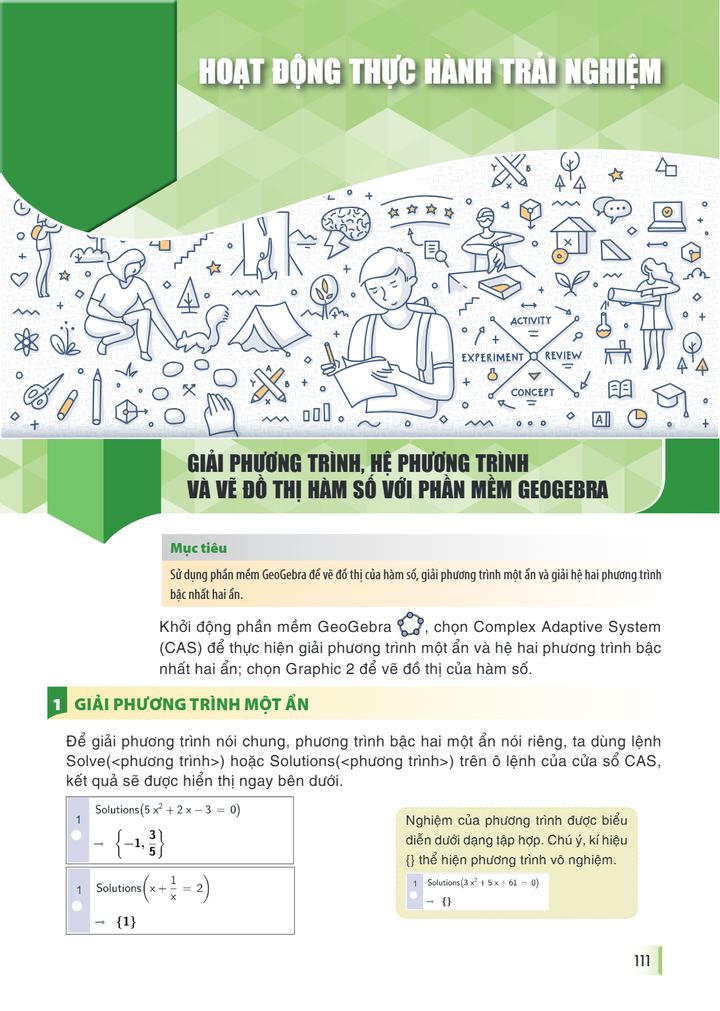 HOẠT ĐỘNG THỰC HÀNH TRẢI NGHIỆM
Y B
X
A
ACTIVITY
EXPERIMENT
REVIEW
CONCEPT
A
Y B
X
A
GIẢI PHƯƠNG TRÌNH, HỆ PHƯƠNG TRÌNH
VÀ VẼ ĐỒ THỊ HÀM SỐ VỚI PHẦN MỀM GEOGEBRA
Mục tiêu
Sử dụng phần mềm GeoGebra để vẽ đồ thị của hàm số, giải phương trình một ẩn và giải hệ hai phương trình
bậc nhất hai ẩn.
Khởi động phần mềm GeoGebra , chọn Complex Adaptive System
(CAS) để thực hiện giải phương trình một ẩn và hệ hai phương trình bậc
nhất hai ẩn; chọn Graphic 2 để vẽ đồ thị của hàm số.
1 GIẢI PHƯƠNG TRÌNH MỘT ẨN
Để giải phương trình nói chung, phương trình bậc hai một ẩn nói riêng, ta dùng lệnh
Solve(<phương trình>) hoặc Solutions(<phương trình>) trên ô lệnh của cửa sổ CAS,
kết quả sẽ được hiển thị ngay bên dưới.
1 Solutions(5 x² + 2 x − 3 = 0)
→ {−1, 3/5}
1 Solutions(x + 1/x = 2)
→ {1}
Nghiệm của phương trình được biểu
diễn dưới dạng tập hợp. Chú ý, kí hiệu
{} thể hiện phương trình vô nghiệm.
1 Solutions(3 x² + 5 x + 61 = 0)
→ {}
111